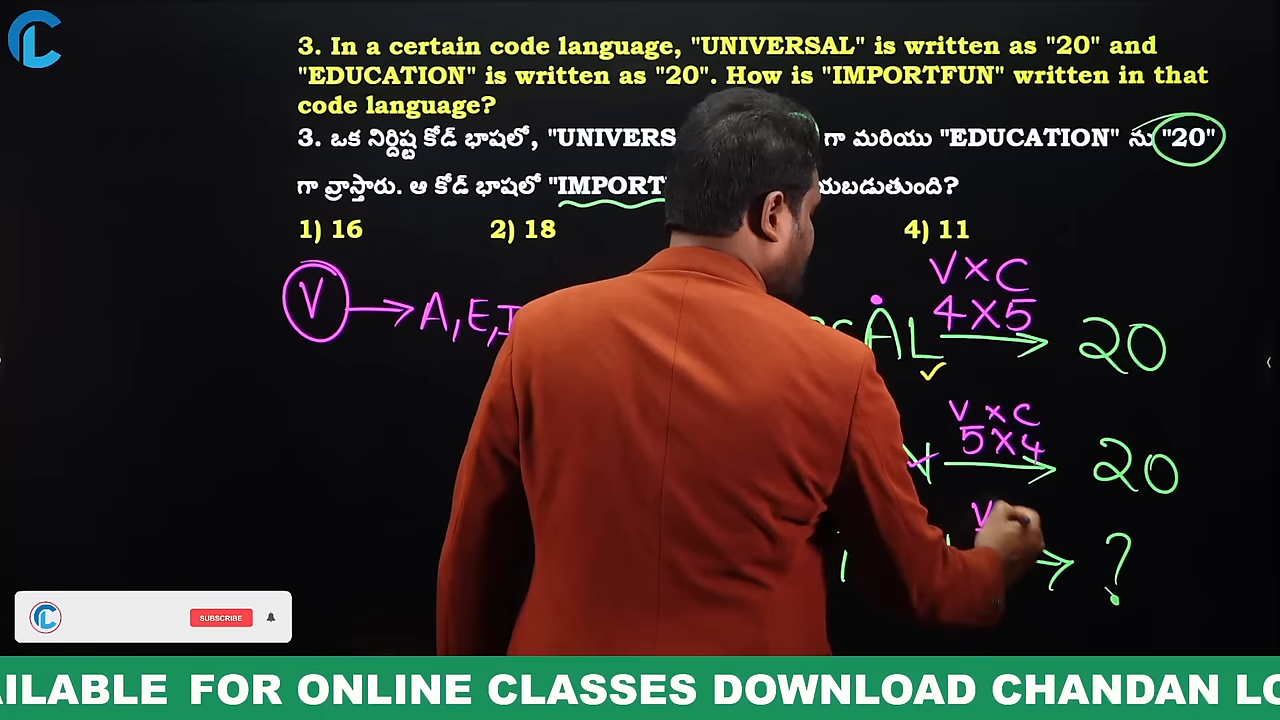 3. In a certain code language, "UNIVERSAL" is written as "20" and
"EDUCATION" is written as "20". How is "IMPORTFUN" written in that
code language?
3. ఒక నిర్దిష్ట కోడ్ భాషలో, "UNIVERS గా మరియు "EDUCATION" ను "20"
గా వ్రాస్తారు. ఆ కోడ్ భాషలో "IMPORT యబడుతుంది?
1) 16 2) 18 4) 11
V → A, E, I
V×C
4×5
AL → 20
V×C
5×4
N → 20
V
→ ?
SUBSCRIBE
AILABLE FOR ONLINE CLASSES DOWNLOAD CHANDAN LO